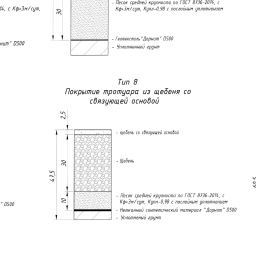 - Песок средней крупности по ГОСТ 8736-2014, с
Кф>3м/сут, Купл-0,98 с послойным уплотнением
30
- Геотекстиль "Дорнит" D500
- Уплотненный грунт
14, с Кф>3м/сут,
D500
Тип 8
Покрытие тротуара из щебеня со
связующей основой
2,5
- щебень со связующей основой
30
- Щебень
42,5
10
- Песок средней крупности по ГОСТ 8736-2014, с
Кф>3м/сут, Купл-0,98 с послойным уплотнением
- Нетканый синтетический материал "Дорнит" D500
- Уплотненный грунт
" D500